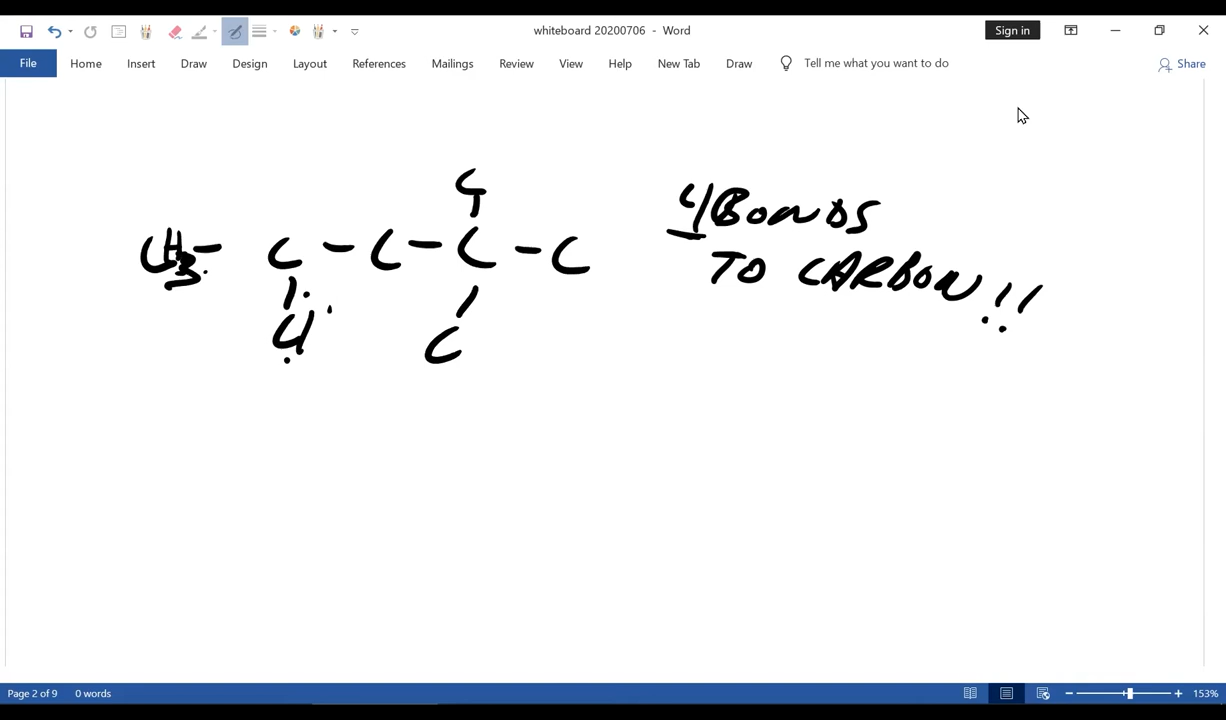 whiteboard 20200706 - Word
Sign in
File Home Insert Draw Design Layout References Mailings Review View Help New Tab Draw Tell me what you want to do Share
C
CH3 - C - C - C - C
C
4 BONDS
TO CARBON!!
Page 2 of 9 0 words
153%